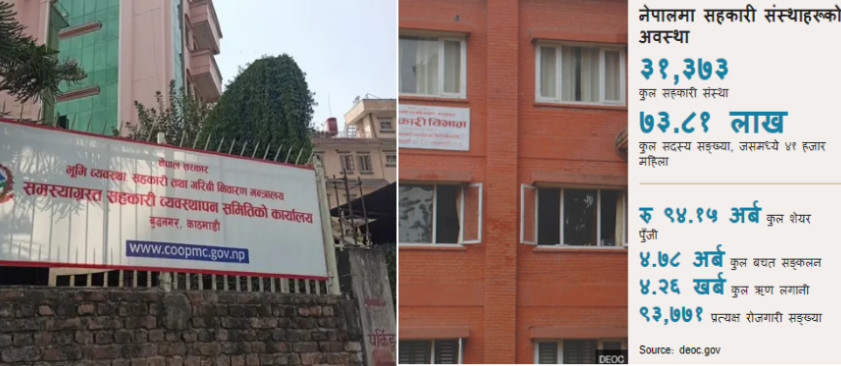 नेपाल सरकार
भूमि व्यवस्था, सहकारी तथा गरिबी निवारण मन्त्रालय
समस्याग्रस्त सहकारी व्यवस्थापन समितिको कार्यालय
बुद्धनगर, काठमाडौं
www.coopmc.gov.np
कारी विभाग
DEOC
नेपालमा सहकारी संस्थाहरूको
अवस्था
३१,३७३
कुल सहकारी संस्था
७३.८१ लाख
कुल सदस्य सङ्ख्या, जसमध्ये ४१ हजार
महिला
रु ९४.१५ अर्ब कुल शेयर
पुँजी
४.७८ अर्ब कुल बचत सङ्कलन
४.२६ खर्ब कुल ऋण लगानी
९३,७७१ प्रत्यक्ष रोजगारी सङ्ख्या
Source: deoc.gov